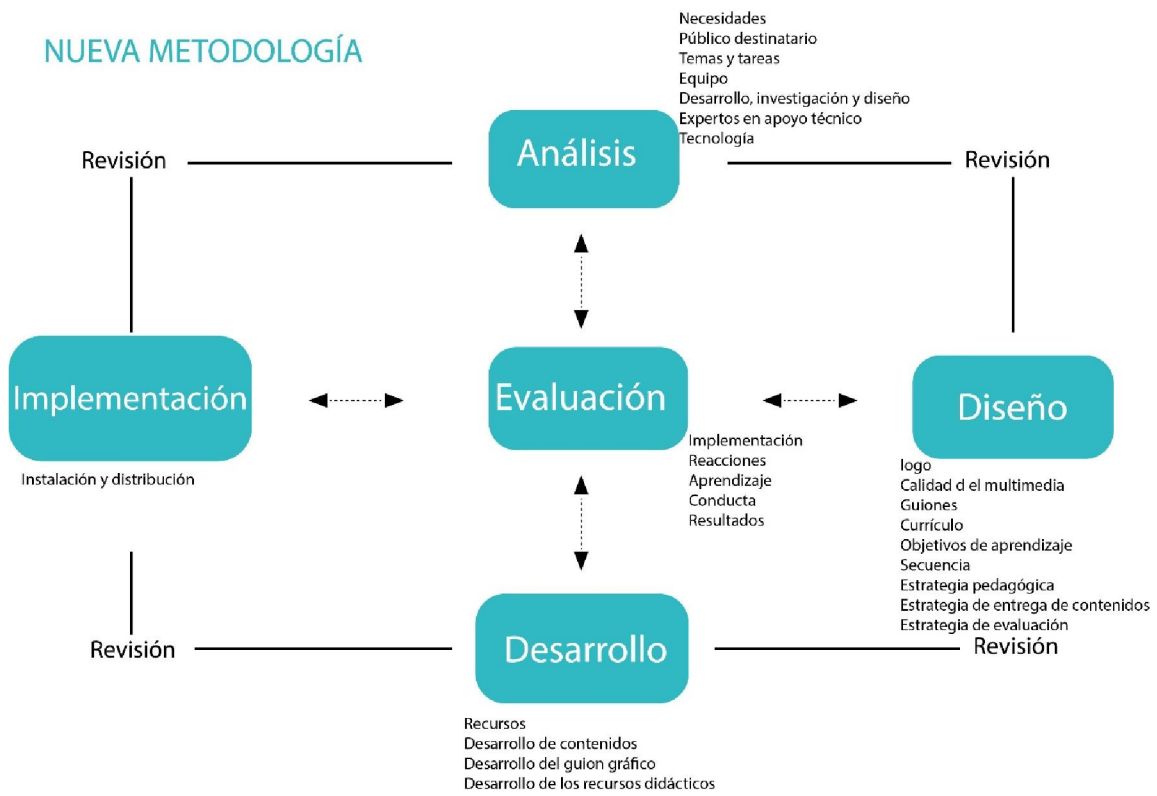 NUEVA METODOLOGÍA
Necesidades
Público destinatario
Temas y tareas
Equipo
Desarrollo, investigación y diseño
Expertos en apoyo técnico
Tecnología
Análisis
Revisión
Revisión
Implementación
Instalación y distribución
Evaluación
Implementación
Reacciones
Aprendizaje
Conducta
Resultados
Diseño
logo
Calidad d el multimedia
Guiones
Currículo
Objetivos de aprendizaje
Secuencia
Estrategia pedagógica
Estrategia de entrega de contenidos
Estrategia de evaluación
Revisión
Desarrollo
Revisión
Recursos
Desarrollo de contenidos
Desarrollo del guion gráfico
Desarrollo de los recursos didácticos